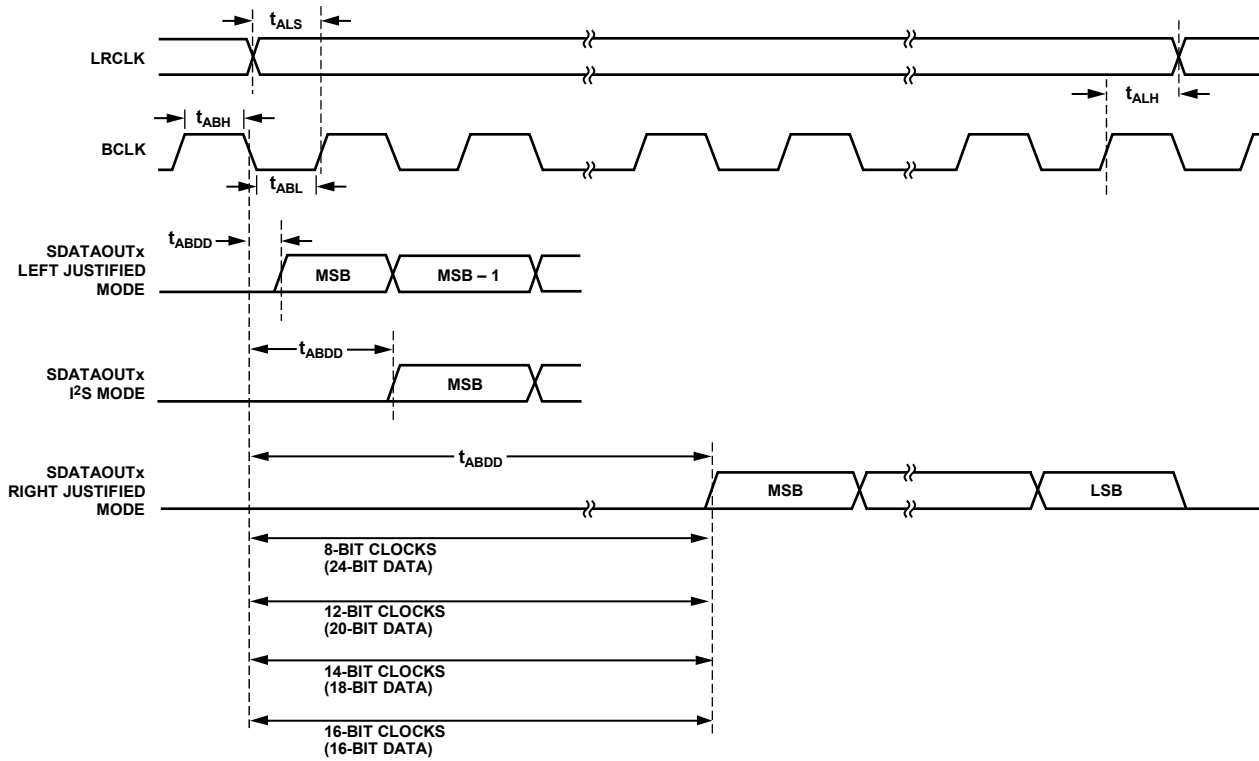 tALS
LRCLK
tALH
tABH
BCLK
tABL
tABDD
SDATAOUTx
LEFT JUSTIFIED
MODE
MSB
MSB – 1
tABDD
SDATAOUTx
I2S MODE
MSB
tABDD
SDATAOUTx
RIGHT JUSTIFIED
MODE
MSB
LSB
8-BIT CLOCKS
(24-BIT DATA)
12-BIT CLOCKS
(20-BIT DATA)
14-BIT CLOCKS
(18-BIT DATA)
16-BIT CLOCKS
(16-BIT DATA)